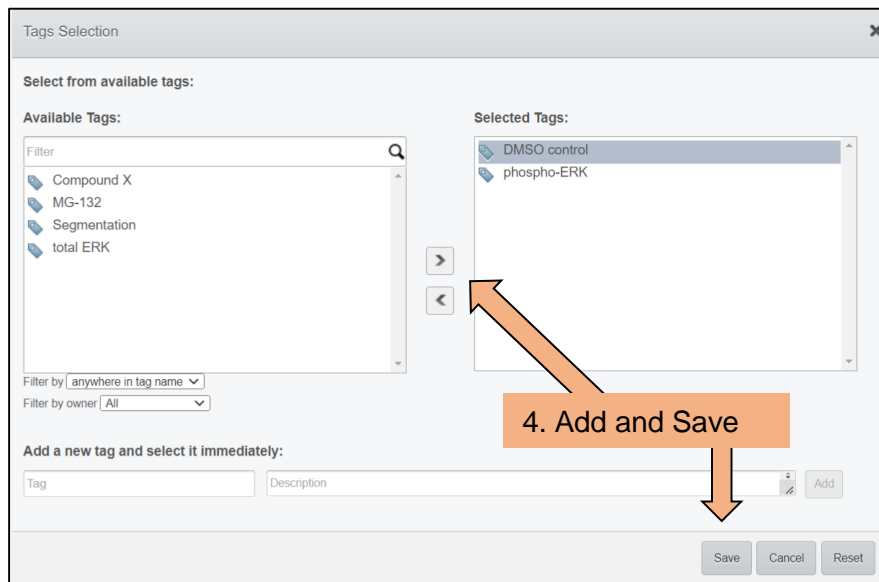 Tags Selection
Select from available tags:
Available Tags:
Selected Tags:
Filter
Compound X
MG-132
Segmentation
total ERK
DMSO control
phospho-ERK
Filter by anywhere in tag name
Filter by owner All
4. Add and Save
Add a new tag and select it immediately:
Tag Description Add
Save Cancel Reset